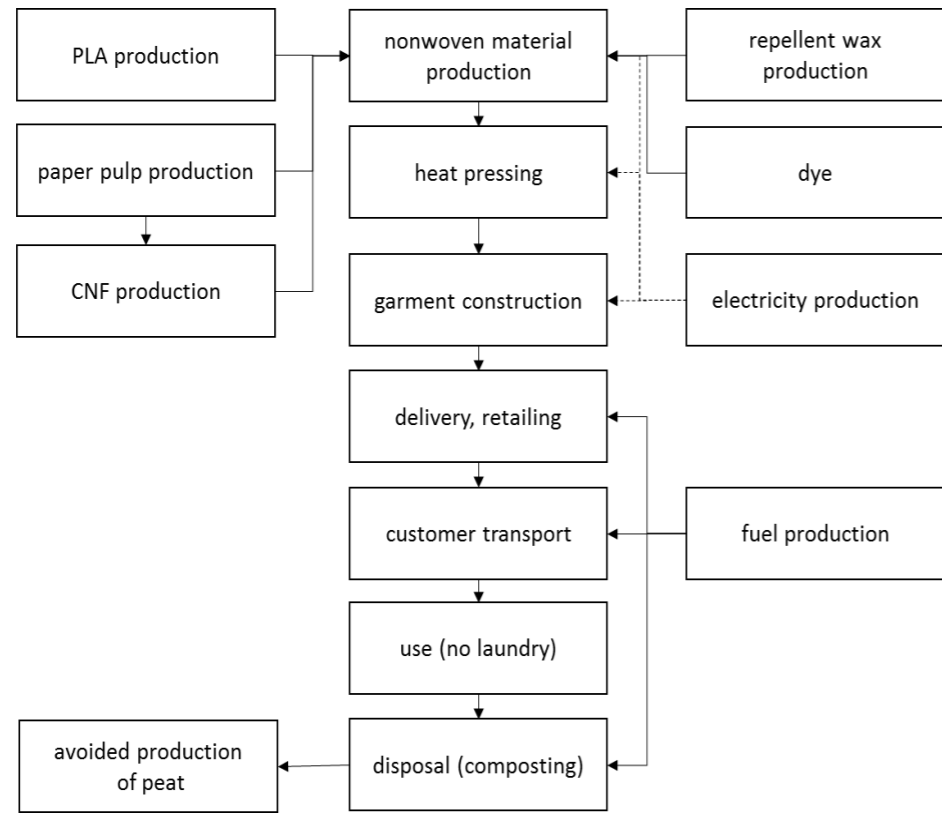 PLA production
nonwoven material
production
repellent wax
production
paper pulp production
heat pressing
dye
CNF production
garment construction
electricity production
delivery, retailing
customer transport
fuel production
use (no laundry)
avoided production
of peat
disposal (composting)